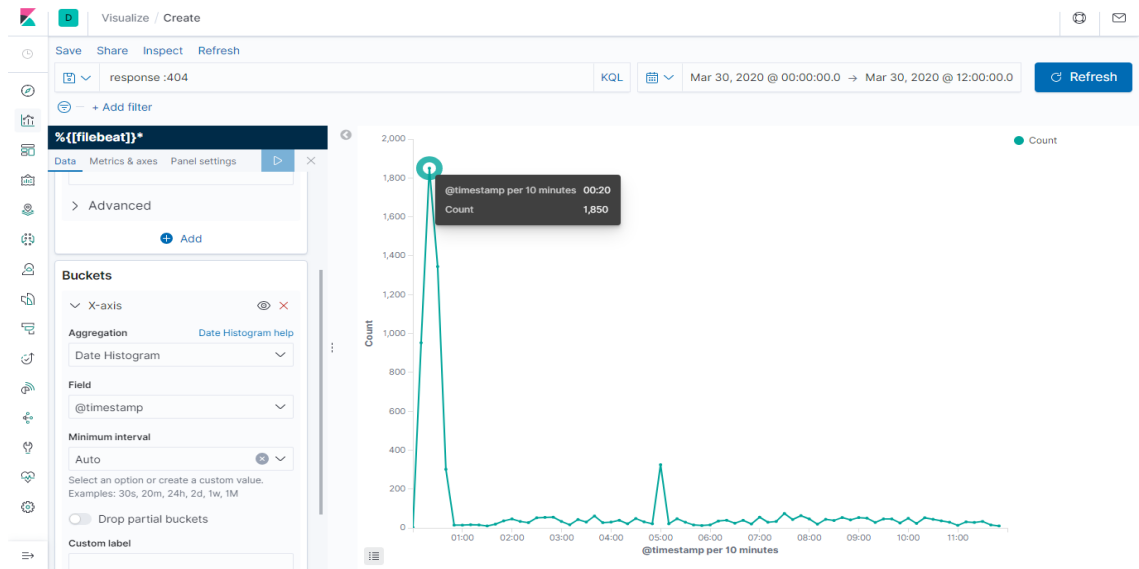 D
Visualize / Create
Save Share Inspect Refresh
response :404
KQL
Mar 30, 2020 @ 00:00:00.0 → Mar 30, 2020 @ 12:00:00.0
Refresh
+ Add filter
%{[filebeat]}*
Data Metrics & axes Panel settings
Advanced
Add
Buckets
X-axis
Aggregation Date Histogram help
Date Histogram
Field
@timestamp
Minimum interval
Auto
Select an option or create a custom value.
Examples: 30s, 20m, 24h, 2d, 1w, 1M
Drop partial buckets
Custom label
2,000
1,800
1,600
1,400
1,200
1,000
800
600
400
200
0
Count
@timestamp per 10 minutes 00:20
Count 1,850
01:00 02:00 03:00 04:00 05:00 06:00 07:00 08:00 09:00 10:00 11:00
@timestamp per 10 minutes
Count